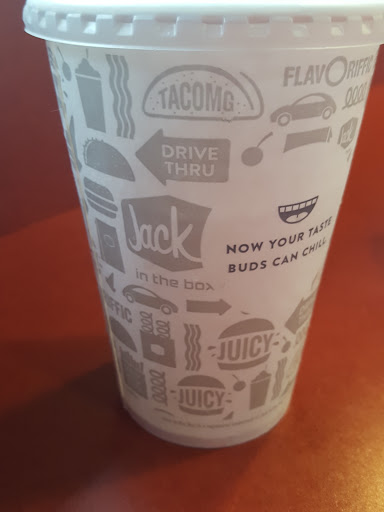 TACOMG
FLAVORIFFIC
DRIVE
THRU
Jack
in the box
NOW YOUR TASTE
BUDS CAN CHILL
JUICY
JUICY